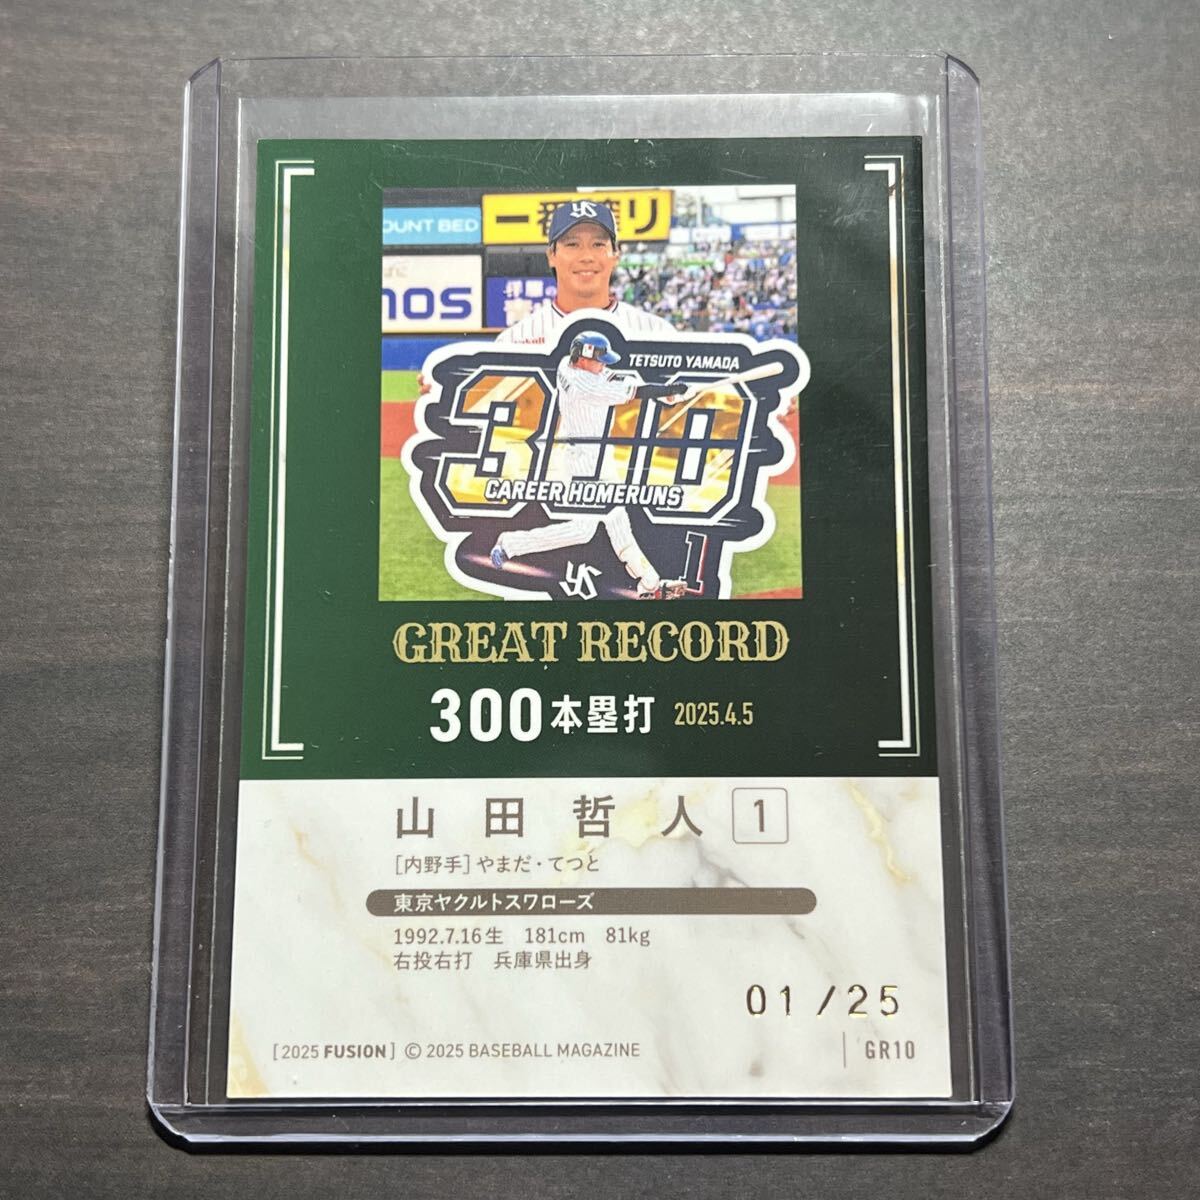 一番搾り
OUNT BED
nos
YS
TETSUTO YAMADA
300
CAREER HOMERUNS
1
YS
GREAT RECORD
300本塁打 2025.4.5
山田哲人 1
[内野手]やまだ・てつと
東京ヤクルトスワローズ
1992.7.16生 181cm 81kg
右投右打 兵庫県出身
01/25
[2025 FUSION] © 2025 BASEBALL MAGAZINE
GR10